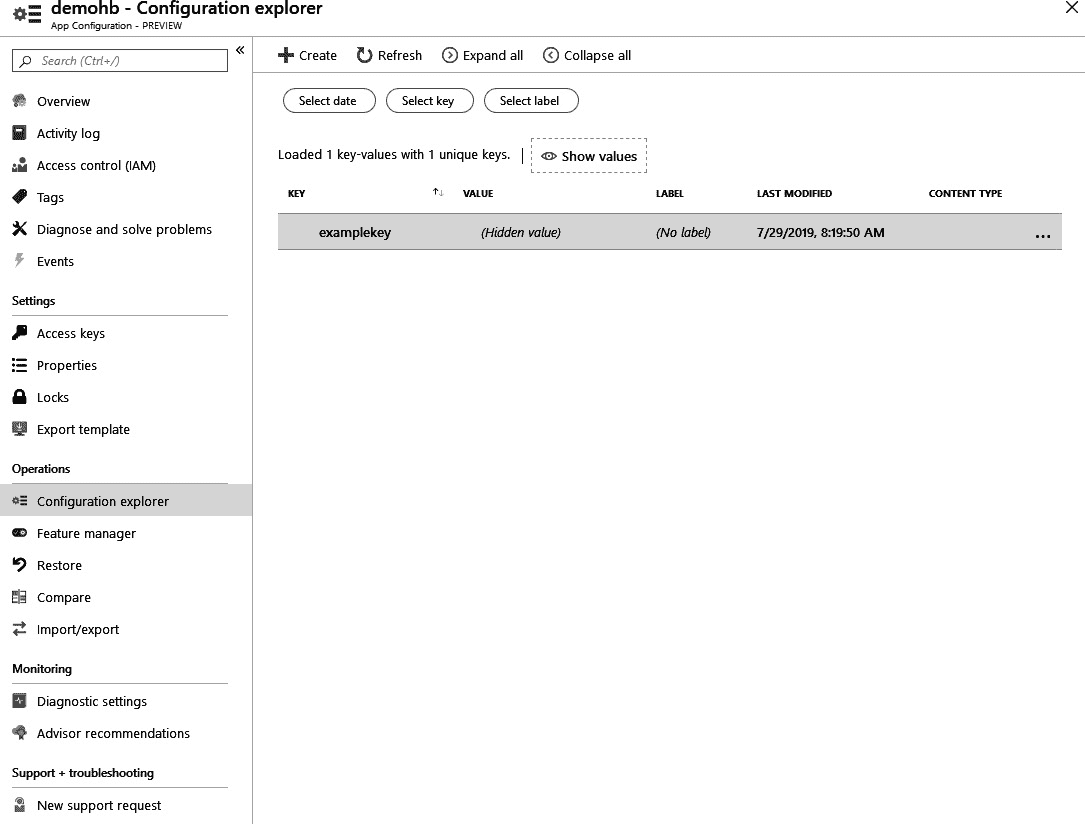 demohb - Configuration explorer
App Configuration - PREVIEW
Search (Ctrl+/)
Overview
Activity log
Access control (IAM)
Tags
Diagnose and solve problems
Events
Settings
Access keys
Properties
Locks
Export template
Operations
Configuration explorer
Feature manager
Restore
Compare
Import/export
Monitoring
Diagnostic settings
Advisor recommendations
Support + troubleshooting
New support request
Create Refresh Expand all Collapse all
Select date Select key Select label
Loaded 1 key-values with 1 unique keys. | Show values
KEY VALUE LABEL LAST MODIFIED CONTENT TYPE
examplekey (Hidden value) (No label) 7/29/2019, 8:19:50 AM ...